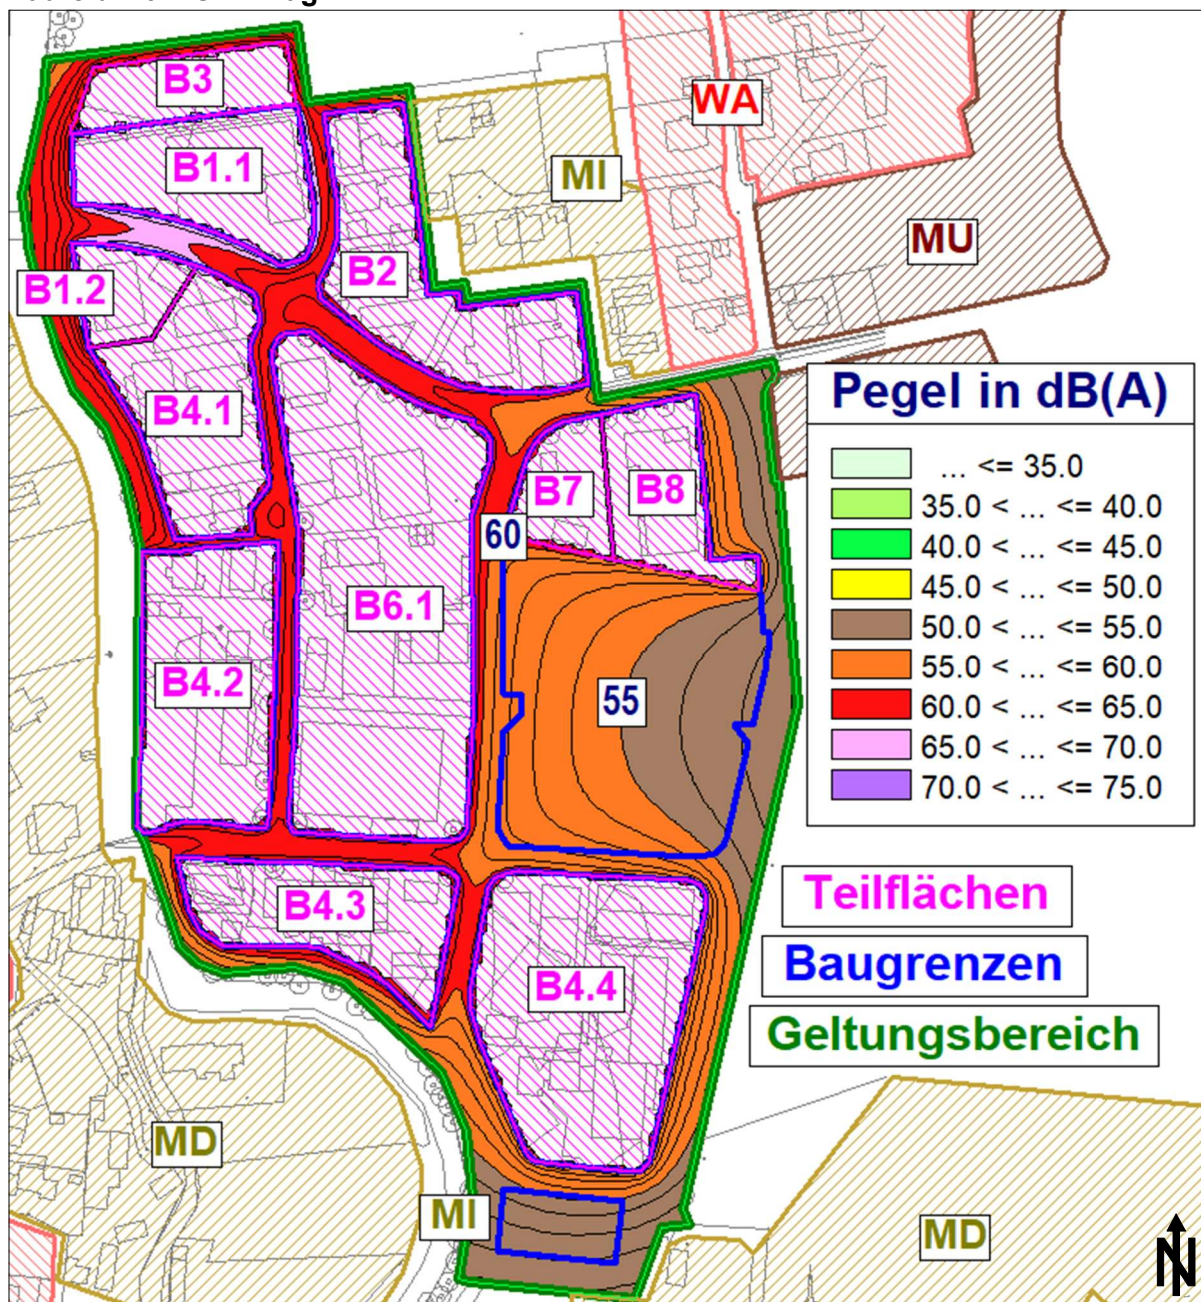 B3
WA
B1.1
MI
MU
B2
B1.2
Pegel in dB(A)
B4.1
... <= 35.0
35.0 < ... <= 40.0
40.0 < ... <= 45.0
45.0 < ... <= 50.0
50.0 < ... <= 55.0
55.0 < ... <= 60.0
60.0 < ... <= 65.0
65.0 < ... <= 70.0
70.0 < ... <= 75.0
B7
B8
60
B6.1
B4.2
55
Teilflächen
B4.3
Baugrenzen
B4.4
Geltungsbereich
MD
MI
MD
N